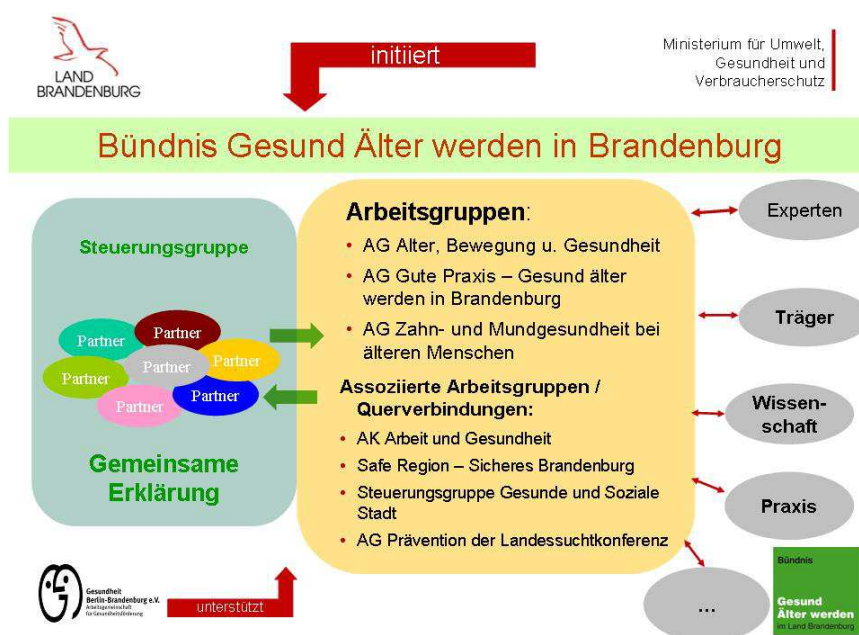 LAND
BRANDENBURG
initiiert
Ministerium für Umwelt,
Gesundheit und
Verbraucherschutz
Bündnis Gesund Älter werden in Brandenburg
Steuerungsgruppe
Partner
Partner
Partner
Partner
Partner
Partner
Partner
Gemeinsame
Erklärung
Arbeitsgruppen:
• AG Alter, Bewegung u. Gesundheit
• AG Gute Praxis – Gesund älter
werden in Brandenburg
• AG Zahn- und Mundgesundheit bei
älteren Menschen
Assoziierte Arbeitsgruppen /
Querverbindungen:
• AK Arbeit und Gesundheit
• Safe Region – Sicheres Brandenburg
• Steuerungsgruppe Gesunde und Soziale
Stadt
• AG Prävention der Landessuchtkonferenz
Experten
Träger
Wissen-
schaft
Praxis
...
Gesundheit
Berlin-Brandenburg e.V.
Arbeitsgemeinschaft
für Gesundheitsförderung
unterstützt
Bündnis
Gesund
Älter werden
im Land Brandenburg